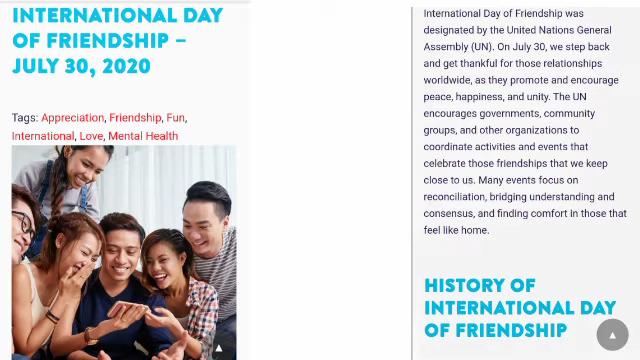 INTERNATIONAL DAY
OF FRIENDSHIP –
JULY 30, 2020
Tags: Appreciation, Friendship, Fun,
International, Love, Mental Health
International Day of Friendship was
designated by the United Nations General
Assembly (UN). On July 30, we step back
and get thankful for those relationships
worldwide, as they promote and encourage
peace, happiness, and unity. The UN
encourages governments, community
groups, and other organizations to
coordinate activities and events that
celebrate those friendships that we keep
close to us. Many events focus on
reconciliation, bridging understanding and
consensus, and finding comfort in those that
feel like home.
HISTORY OF
INTERNATIONAL DAY
OF FRIENDSHIP